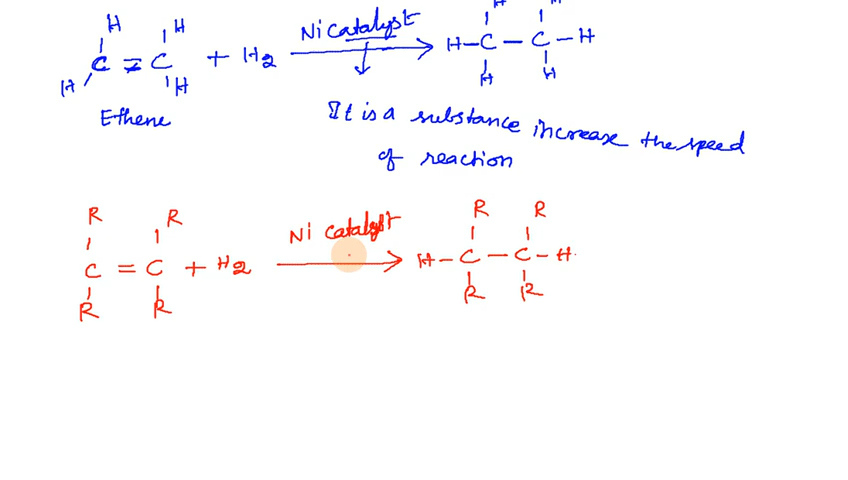 H H
H H
Ni Catalyst
C = C + H2
H-C-C-H
H H
H H
Ethene
It is a substance increase the speed
of reaction
R R
R R
Ni Catalyst
C = C + H2
H-C-C-H
R R
R R